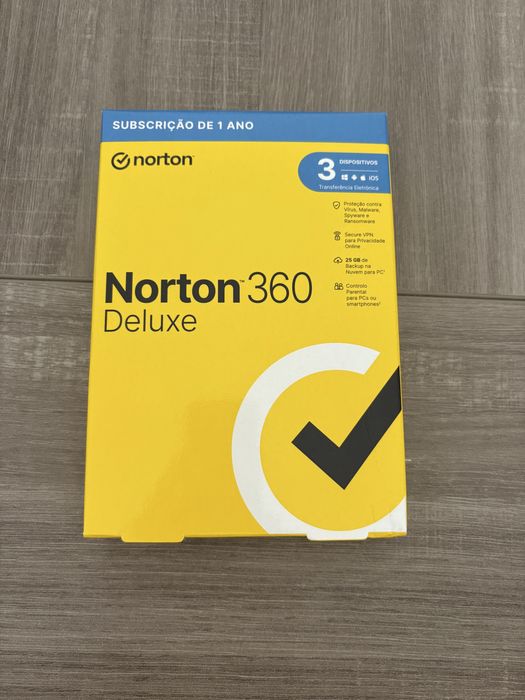 SUBSCRIÇÃO DE 1 ANO
norton
3 DISPOSITIVOS
iOS
Transferência Eletrónica
Proteção contra
Vírus, Malware,
Spyware e
Ransomware
Secure VPN
para Privacidade
Online
25 GB de
Backup na
Nuvem para PC¹
Controlo
Parental
para PCs ou
smartphones²
Norton™ 360
Deluxe